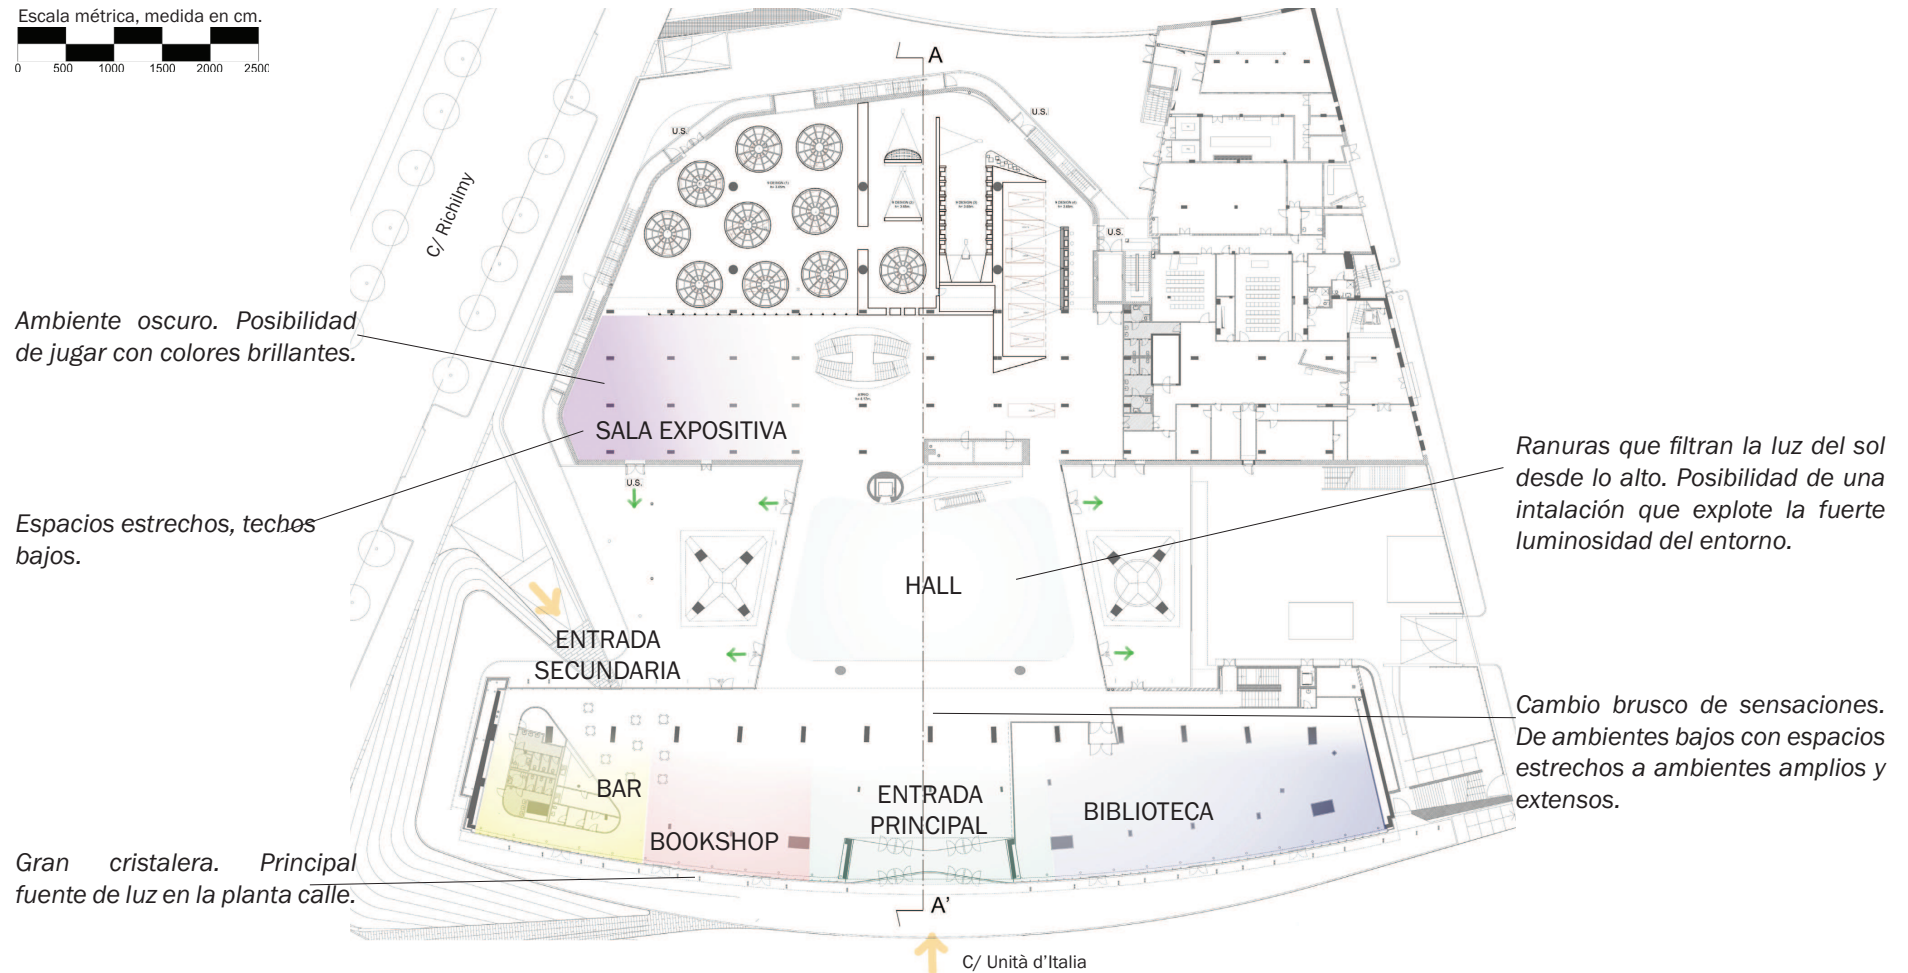 Escala métrica, medida en cm.
0 500 1000 1500 2000 2500
A
U.S.
U.S.
U.S.
C/ Richilmy
Ambiente oscuro. Posibilidad
de jugar con colores brillantes.
SALA EXPOSITIVA
U.S.
Espacios estrechos, techos
bajos.
Ranuras que filtran la luz del sol
desde lo alto. Posibilidad de una
intalación que explote la fuerte
luminosidad del entorno.
HALL
ENTRADA
SECUNDARIA
Cambio brusco de sensaciones.
De ambientes bajos con espacios
estrechos a ambientes amplios y
extensos.
BAR
BOOKSHOP
ENTRADA
PRINCIPAL
BIBLIOTECA
Gran cristalera. Principal
fuente de luz en la planta calle.
A'
C/ Unità d'Italia